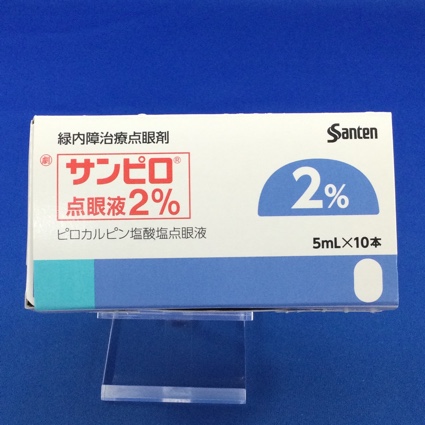 緑内障治療点眼剤
Santen
劇 サンピロ®
点眼液2%
2%
ピロカルピン塩酸塩点眼液
5mL×10本